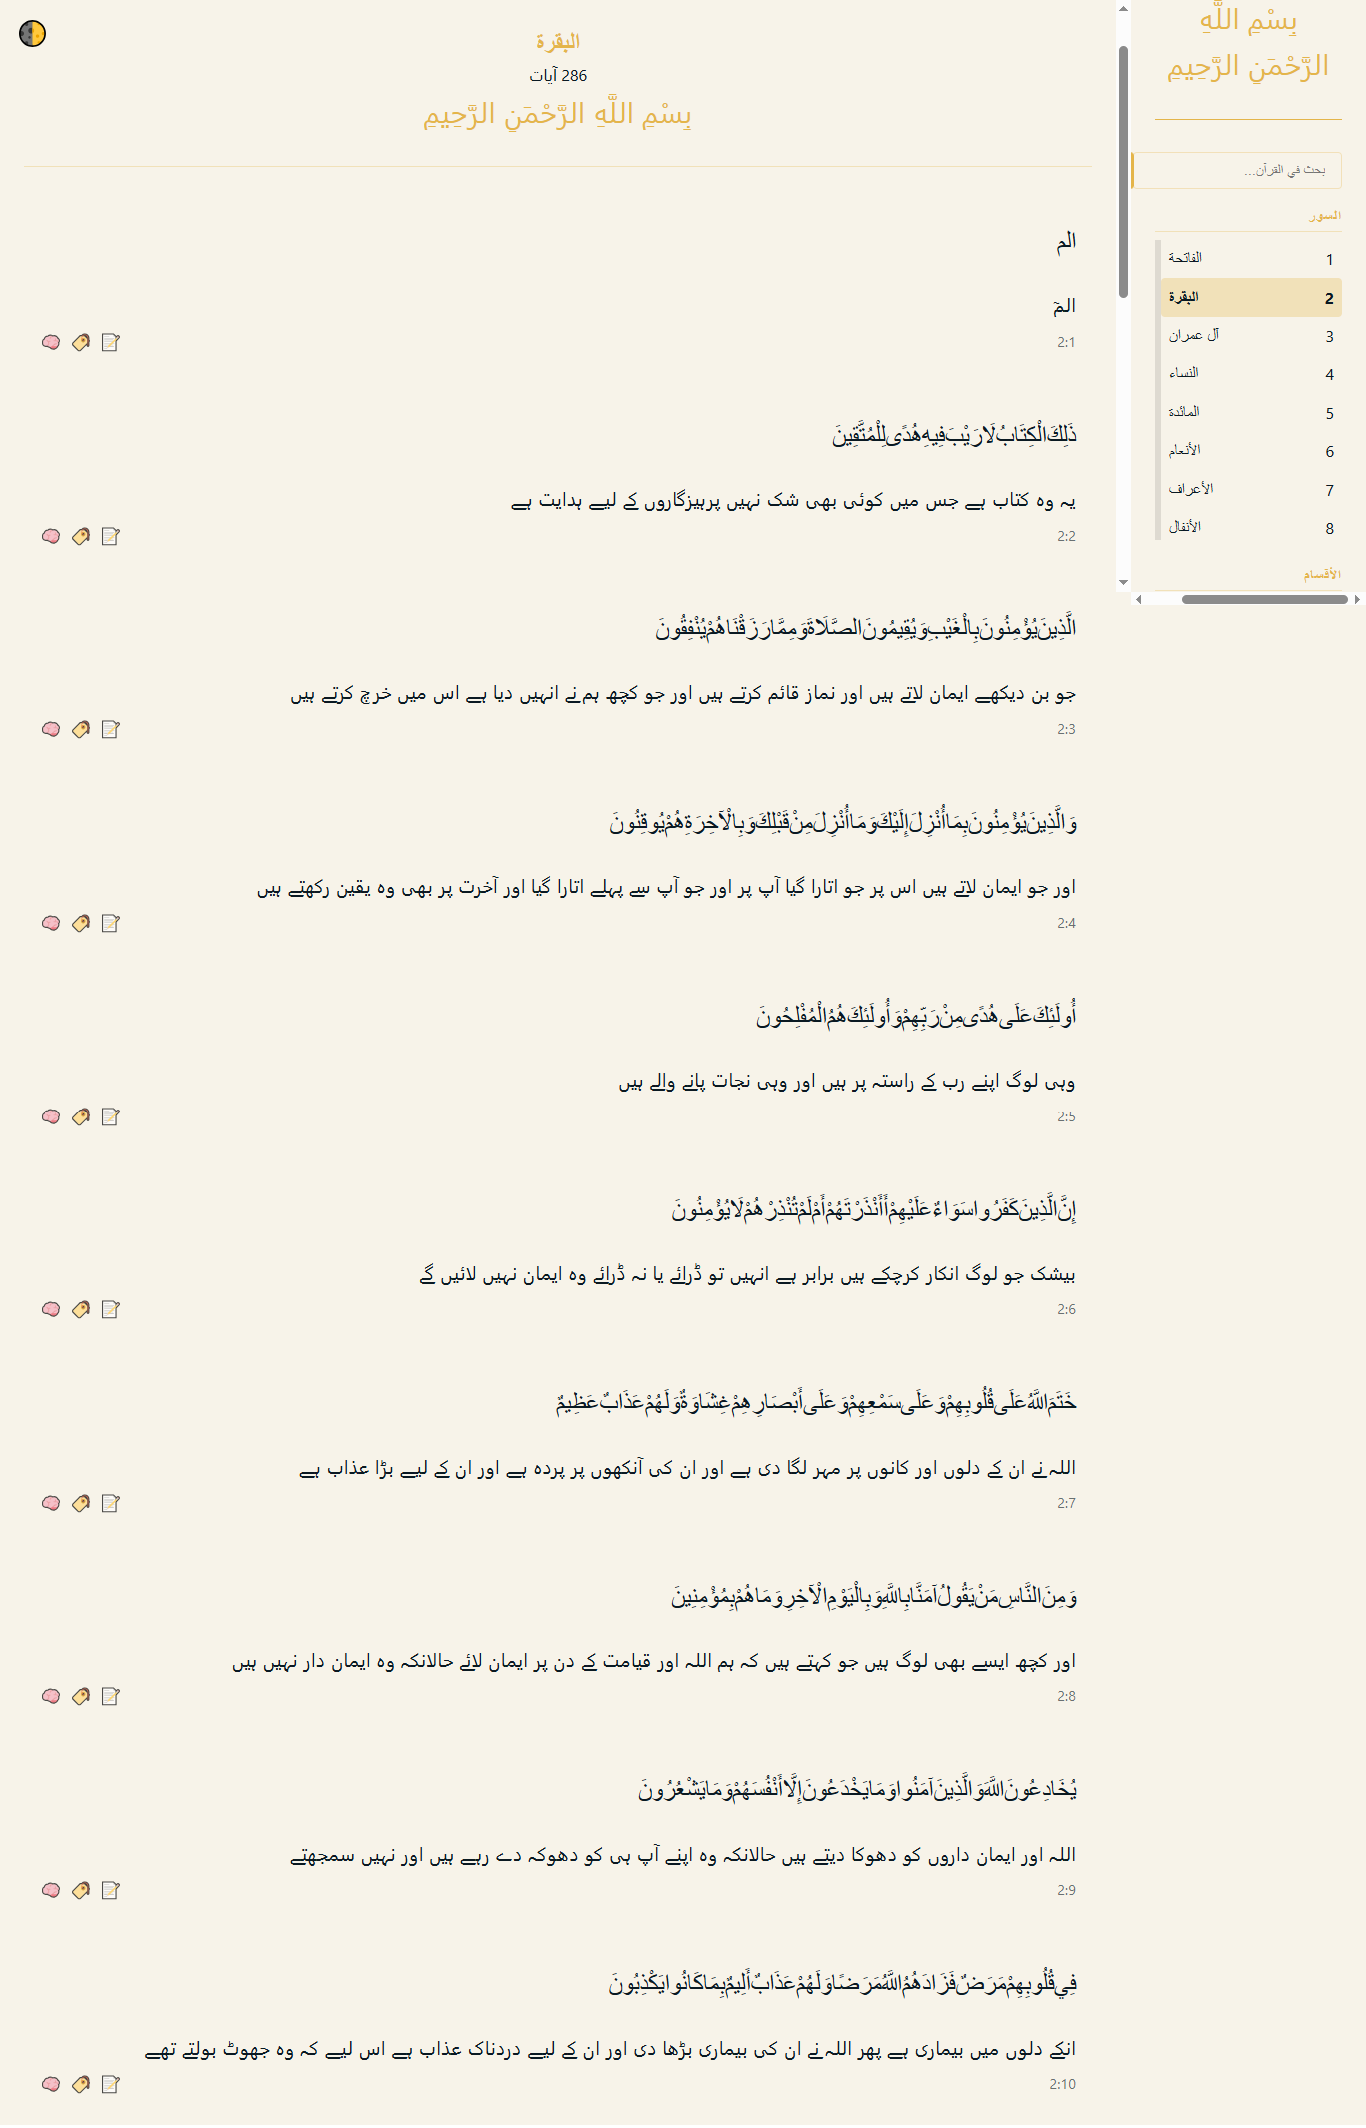 البقرة
286 آيات
بِسْمِ اللَّهِ الرَّحْمَنِ الرَّحِيمِ
الم
المۤ
2:1
ذَلِكَ الْكِتَابُ لَا رَيْبَ فِيهِ هُدًى لِلْمُتَّقِينَ
یہ وہ کتاب ہے جس میں کوئی بھی شک نہیں پرہیزگاروں کے لیے ہدایت ہے
2:2
الَّذِينَ يُؤْمِنُونَ بِالْغَيْبِ وَيُقِيمُونَ الصَّلَاةَ وَمِمَّا رَزَقْنَاهُمْ يُنْفِقُونَ
جو بن دیکھے ایمان لاتے ہیں اور نماز قائم کرتے ہیں اور جو کچھ ہم نے انہیں دیا ہے اس میں خرچ کرتے ہیں
2:3
وَالَّذِينَ يُؤْمِنُونَ بِمَا أُنْزِلَ إِلَيْكَ وَمَا أُنْزِلَ مِنْ قَبْلِكَ وَبِالْآخِرَةِ هُمْ يُوقِنُونَ
اور جو ایمان لاتے ہیں اس پر جو اتارا گیا آپ پر اور جو آپ سے پہلے اتارا گیا اور آخرت پر بھی وہ یقین رکھتے ہیں
2:4
أُولَئِكَ عَلَى هُدًى مِنْ رَبِّهِمْ وَأُولَئِكَ هُمُ الْمُفْلِحُونَ
وہی لوگ اپنے رب کے راستہ پر ہیں اور وہی نجات پانے والے ہیں
2:5
إِنَّ الَّذِينَ كَفَرُوا سَوَاءٌ عَلَيْهِمْ أَأَنْذَرْتَهُمْ أَمْ لَمْ تُنْذِرْهُمْ لَا يُؤْمِنُونَ
بیشک جو لوگ انکار کرچکے ہیں برابر ہے انہیں تو ڈرائے یا نہ ڈرائے وہ ایمان نہیں لائیں گے
2:6
خَتَمَ اللَّهُ عَلَى قُلُوبِهِمْ وَعَلَى سَمْعِهِمْ وَعَلَى أَبْصَارِهِمْ غِشَاوَةٌ وَلَهُمْ عَذَابٌ عَظِيمٌ
اللہ نے ان کے دلوں اور کانوں پر مہر لگا دی ہے اور ان کی آنکھوں پر پردہ ہے اور ان کے لیے بڑا عذاب ہے
2:7
وَمِنَ النَّاسِ مَنْ يَقُولُ آمَنَّا بِاللَّهِ وَبِالْيَوْمِ الْآخِرِ وَمَا هُمْ بِمُؤْمِنِينَ
اور کچھ ایسے بھی لوگ ہیں جو کہتے ہیں کہ ہم اللہ اور قیامت کے دن پر ایمان لائے حالانکہ وہ ایمان دار نہیں ہیں
2:8
يُخَادِعُونَ اللَّهَ وَالَّذِينَ آمَنُوا وَمَا يَخْدَعُونَ إِلَّا أَنْفُسَهُمْ وَمَا يَشْعُرُونَ
اللہ اور ایمان داروں کو دھوکا دیتے ہیں حالانکہ وہ اپنے آپ ہی کو دھوکہ دے رہے ہیں اور نہیں سمجھتے
2:9
فِي قُلُوبِهِمْ مَرَضٌ فَزَادَهُمُ اللَّهُ مَرَضًا وَلَهُمْ عَذَابٌ أَلِيمٌ بِمَا كَانُوا يَكْذِبُونَ
انکے دلوں میں بیماری ہے پھر اللہ نے ان کی بیماری بڑھا دی اور ان کے لیے دردناک عذاب ہے اس لیے کہ وہ جھوٹ بولتے تھے
2:10
بِسْمِ اللَّهِ
الرَّحْمَنِ الرَّحِيمِ
بحث في القرآن...
السور
1 الفاتحة
2 البقرة
3 آل عمران
4 النساء
5 المائدة
6 الأنعام
7 الأعراف
8 الأنفال
الأقسام